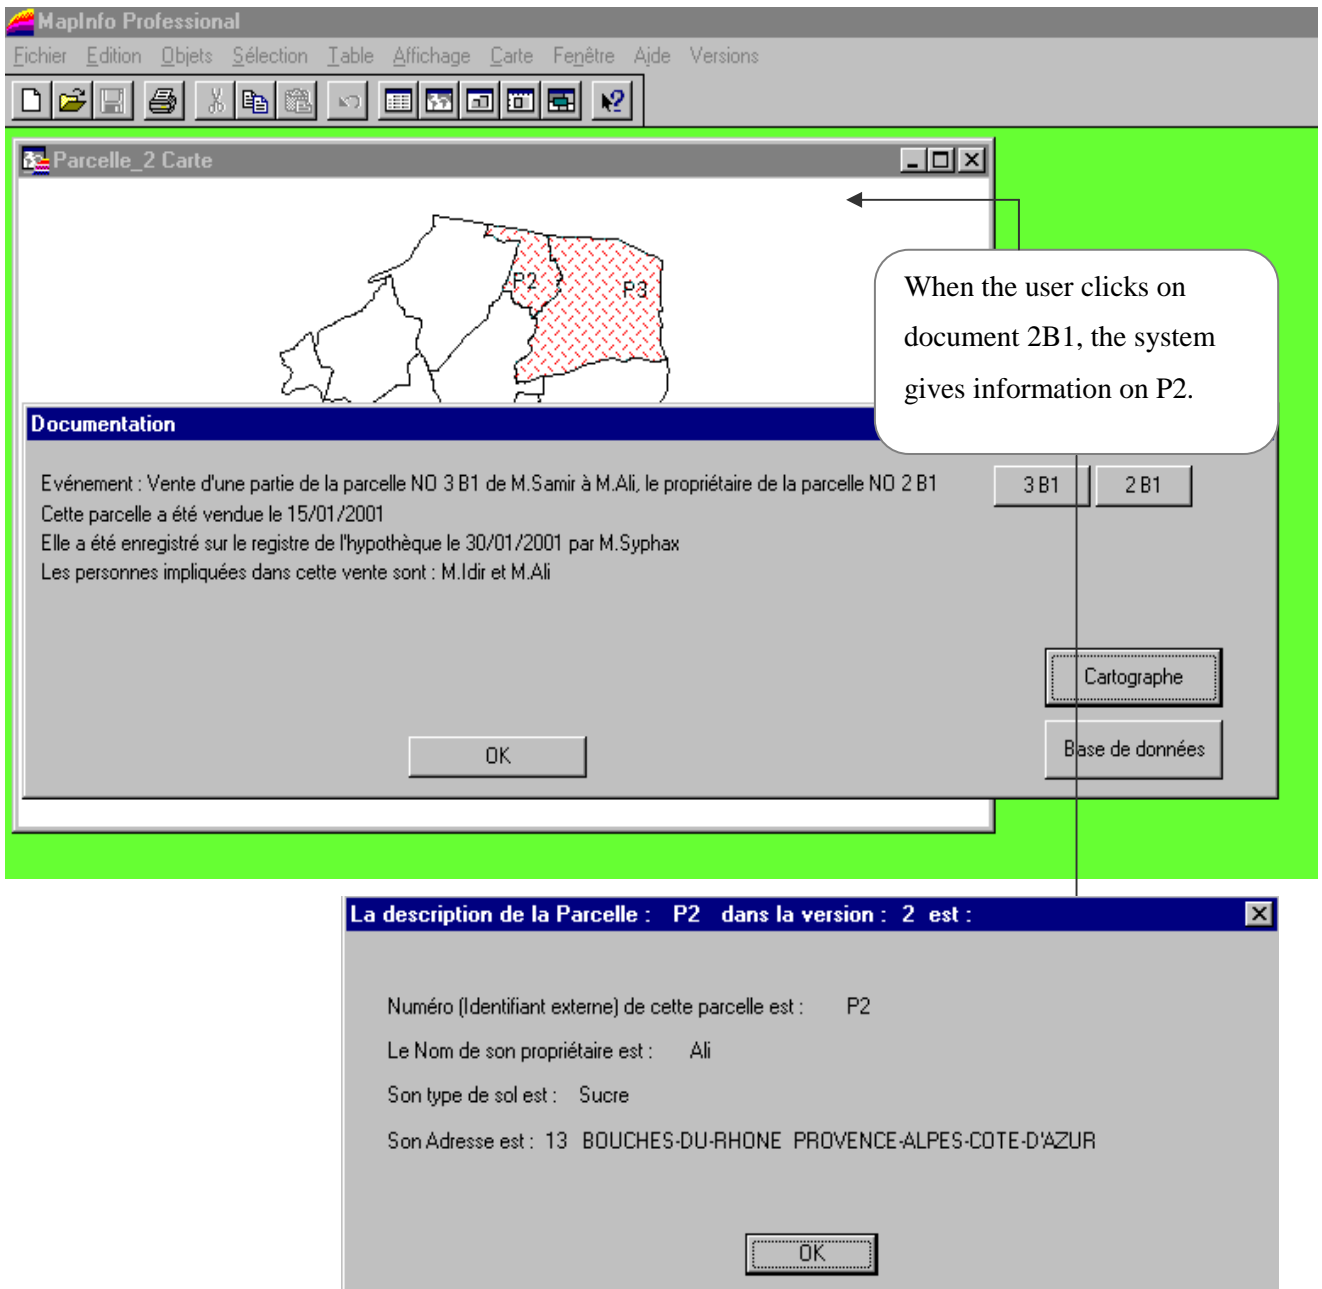 MapInfo Professional
Fichier Edition Objets Sélection Table Affichage Carte Fenêtre Aide Versions
Parcelle_2 Carte
P2
P3
When the user clicks on
document 2B1, the system
gives information on P2.
Documentation
Evénement : Vente d'une partie de la parcelle NO 3 B1 de M.Samir à M.Ali, le propriétaire de la parcelle NO 2 B1
3 B1
2 B1
Cette parcelle a été vendue le 15/01/2001
Elle a été enregistré sur le registre de l'hypothèque le 30/01/2001 par M.Syphax
Les personnes impliquées dans cette vente sont : M.Idir et M.Ali
Cartographe
OK
Base de données
La description de la Parcelle : P2 dans la version : 2 est :
Numéro (Identifiant externe) de cette parcelle est : P2
Le Nom de son propriétaire est : Ali
Son type de sol est : Sucre
Son Adresse est : 13 BOUCHES-DU-RHONE PROVENCE-ALPES-COTE-D'AZUR
OK